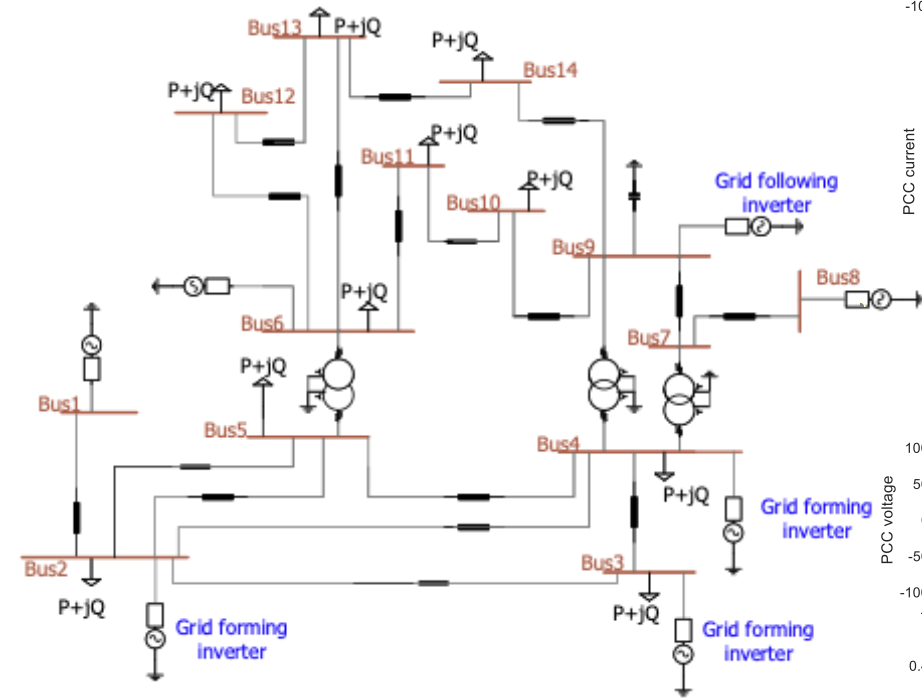 Bus13
P+jQ
P+jQ
Bus14
P+jQ
Bus12
P+jQ
Bus11
P+jQ
Bus10
Grid following
inverter
Bus9
Bus8
P+jQ
Bus6
Bus7
P+jQ
Bus1
Bus5
Bus4
P+jQ
Grid forming
inverter
Bus2
Bus3
P+jQ
P+jQ
Grid forming
inverter
Grid forming
inverter
-10
PCC current
PCC voltage
100
50
-50
-100